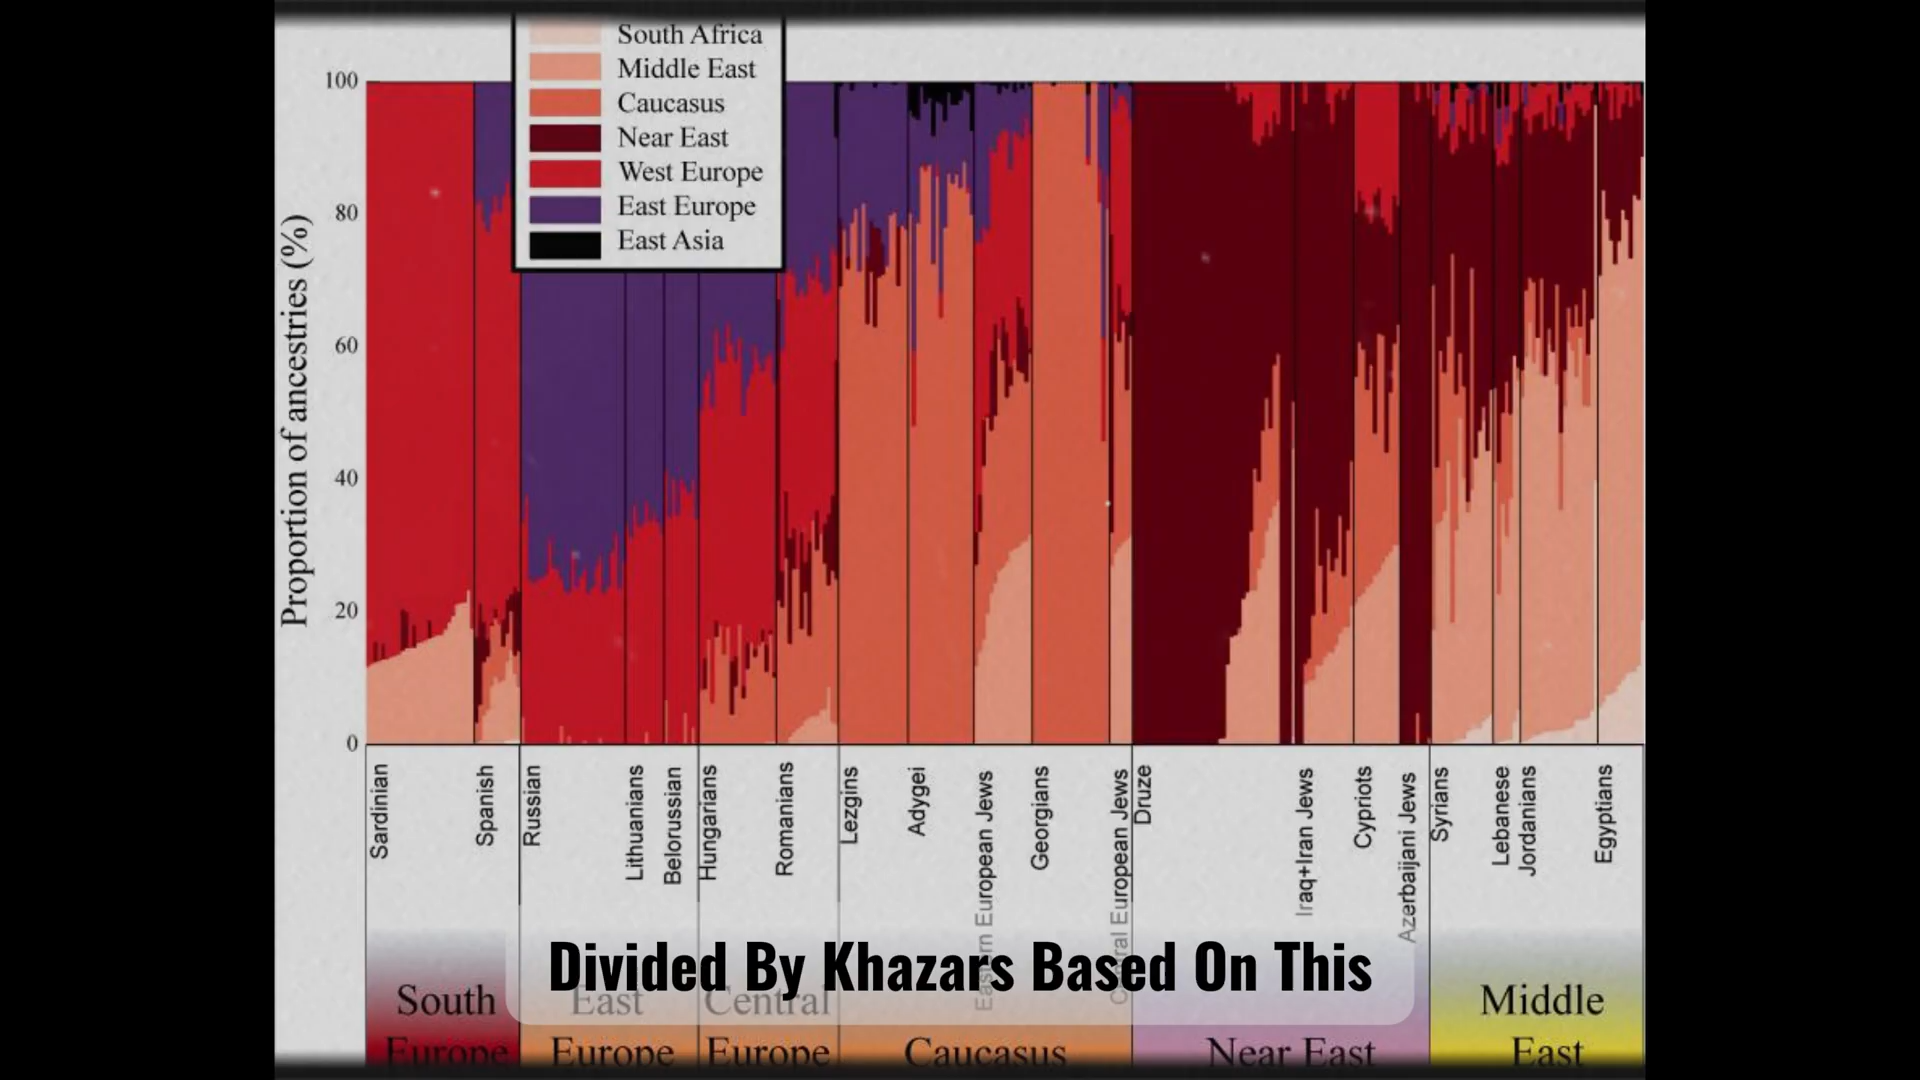 South Africa
Middle East
Caucasus
Near East
West Europe
East Europe
East Asia
Proportion of ancestries (%)
100
80
60
40
20
0
Sardinian
Spanish
Russian
Lithuanians
Belorussian
Hungarians
Romanians
Lezgins
Adygei
Eastern European Jews
Georgians
Central European Jews
Druze
Iraq+Iran Jews
Cypriots
Azerbaijani Jews
Syrians
Lebanese
Jordanians
Egyptians
Divided By Khazars Based On This
South
Europe
East
Europe
Central
Europe
Caucasus
Near East
Middle
East